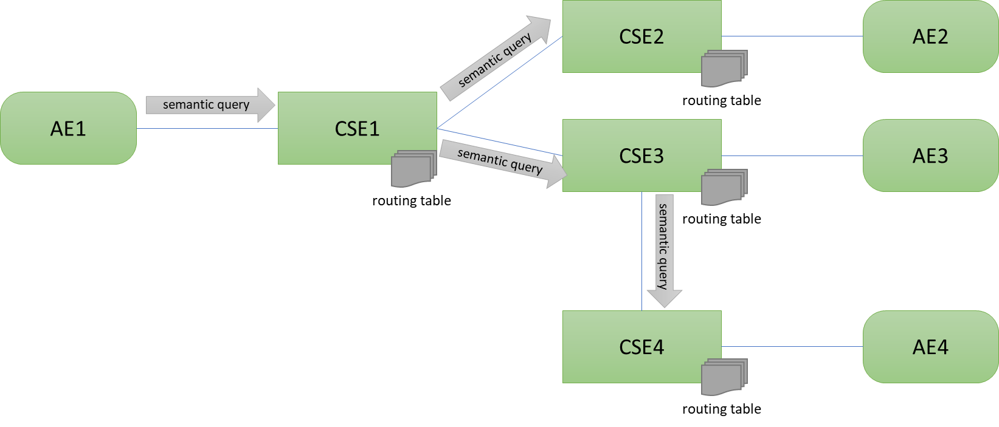 CSE2
AE2
semantic query
routing table
AE1
semantic query
CSE1
routing table
semantic query
CSE3
AE3
routing table
semantic query
CSE4
AE4
routing table